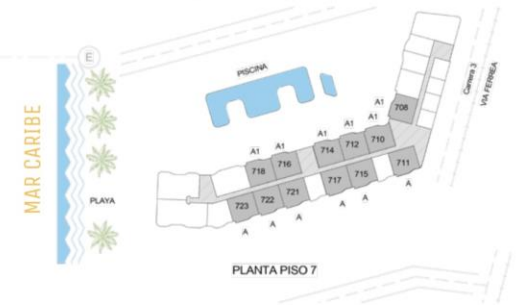 E
PISCINA
Carrera 3
VIA FERREA
MAR CARIBE
PLAYA
A1
708
A1 A1 A1 A1 A1
718 716 714 712 710
711
723 722 721 717 715
A A A A A A
PLANTA PISO 7